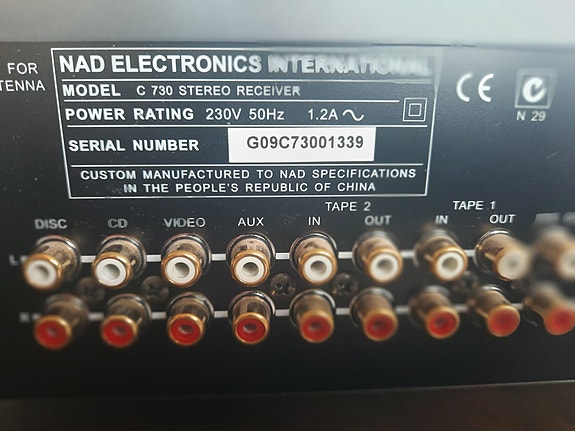 FOR
TENNA
NAD ELECTRONICS INTERNATIONAL
MODEL C 730 STEREO RECEIVER
POWER RATING 230V 50Hz 1.2A
SERIAL NUMBER G09C73001339
CUSTOM MANUFACTURED TO NAD SPECIFICATIONS
IN THE PEOPLE'S REPUBLIC OF CHINA
CE
N 29
TAPE 2 TAPE 1
DISC CD VIDEO AUX IN OUT IN OUT
L
R